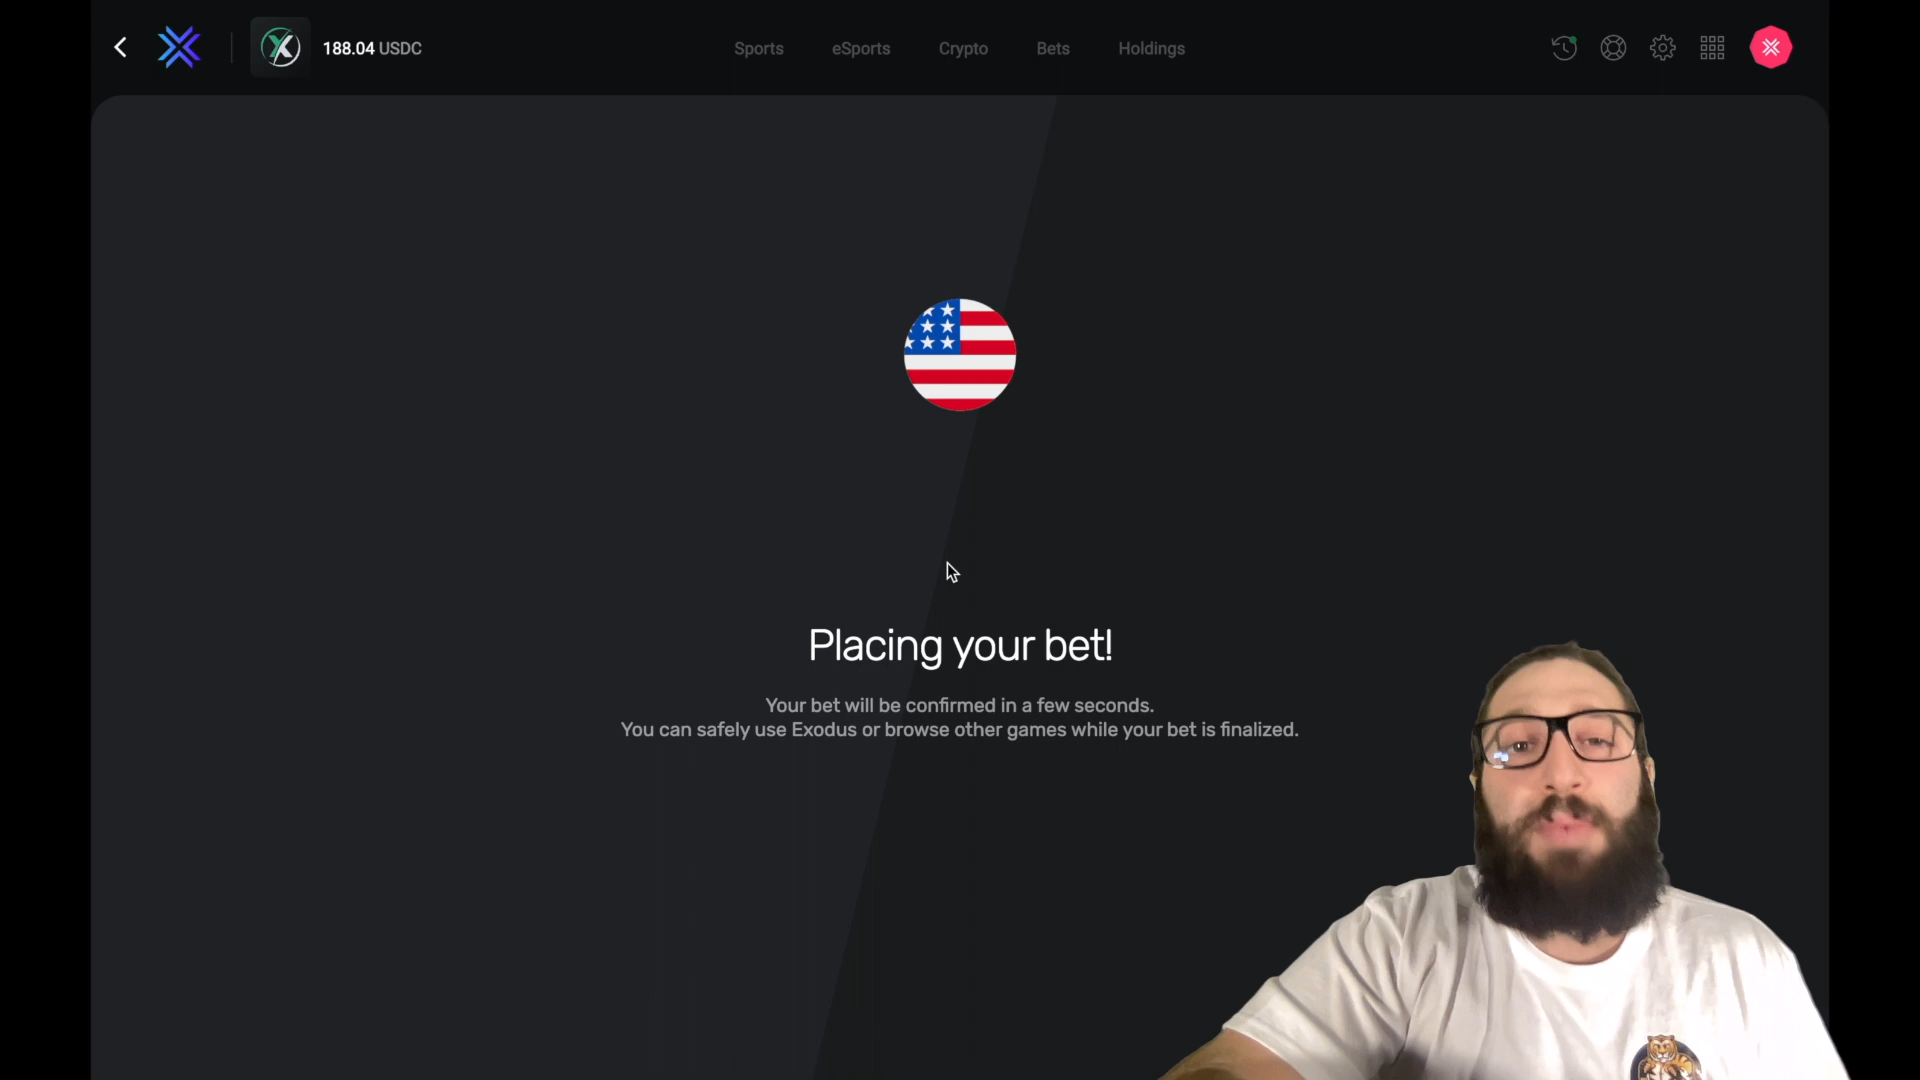 188.04 USDC
Sports
eSports
Crypto
Bets
Holdings
Placing your bet!
Your bet will be confirmed in a few seconds.
You can safely use Exodus or browse other games while your bet is finalized.